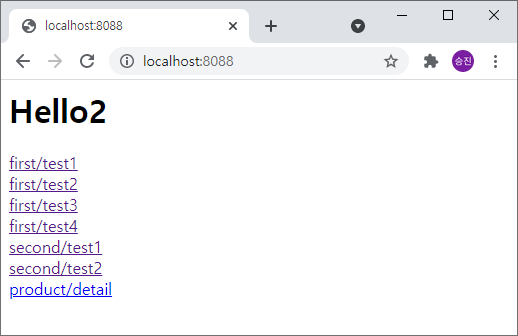 localhost:8088
localhost:8088
승진
Hello2
first/test1
first/test2
first/test3
first/test4
second/test1
second/test2
product/detail